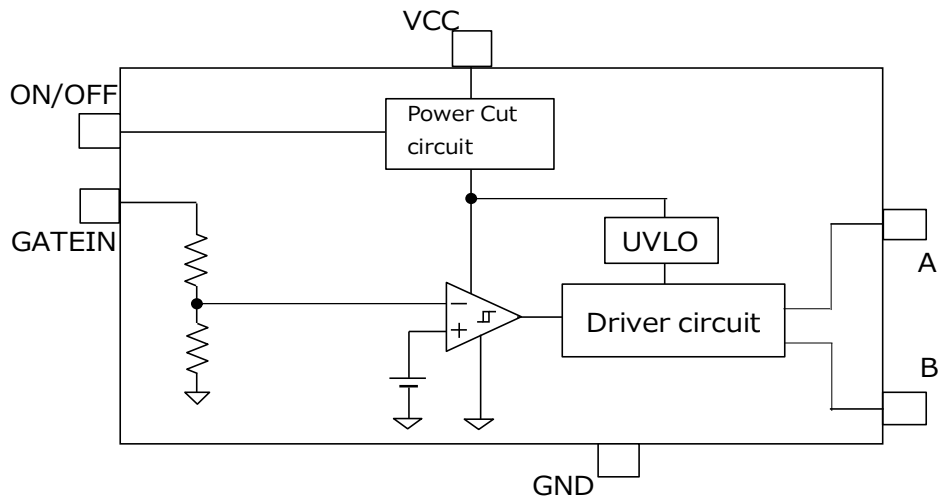 VCC
ON/OFF
Power Cut
circuit
GATEIN
UVLO
A
−
+
Driver circuit
B
GND